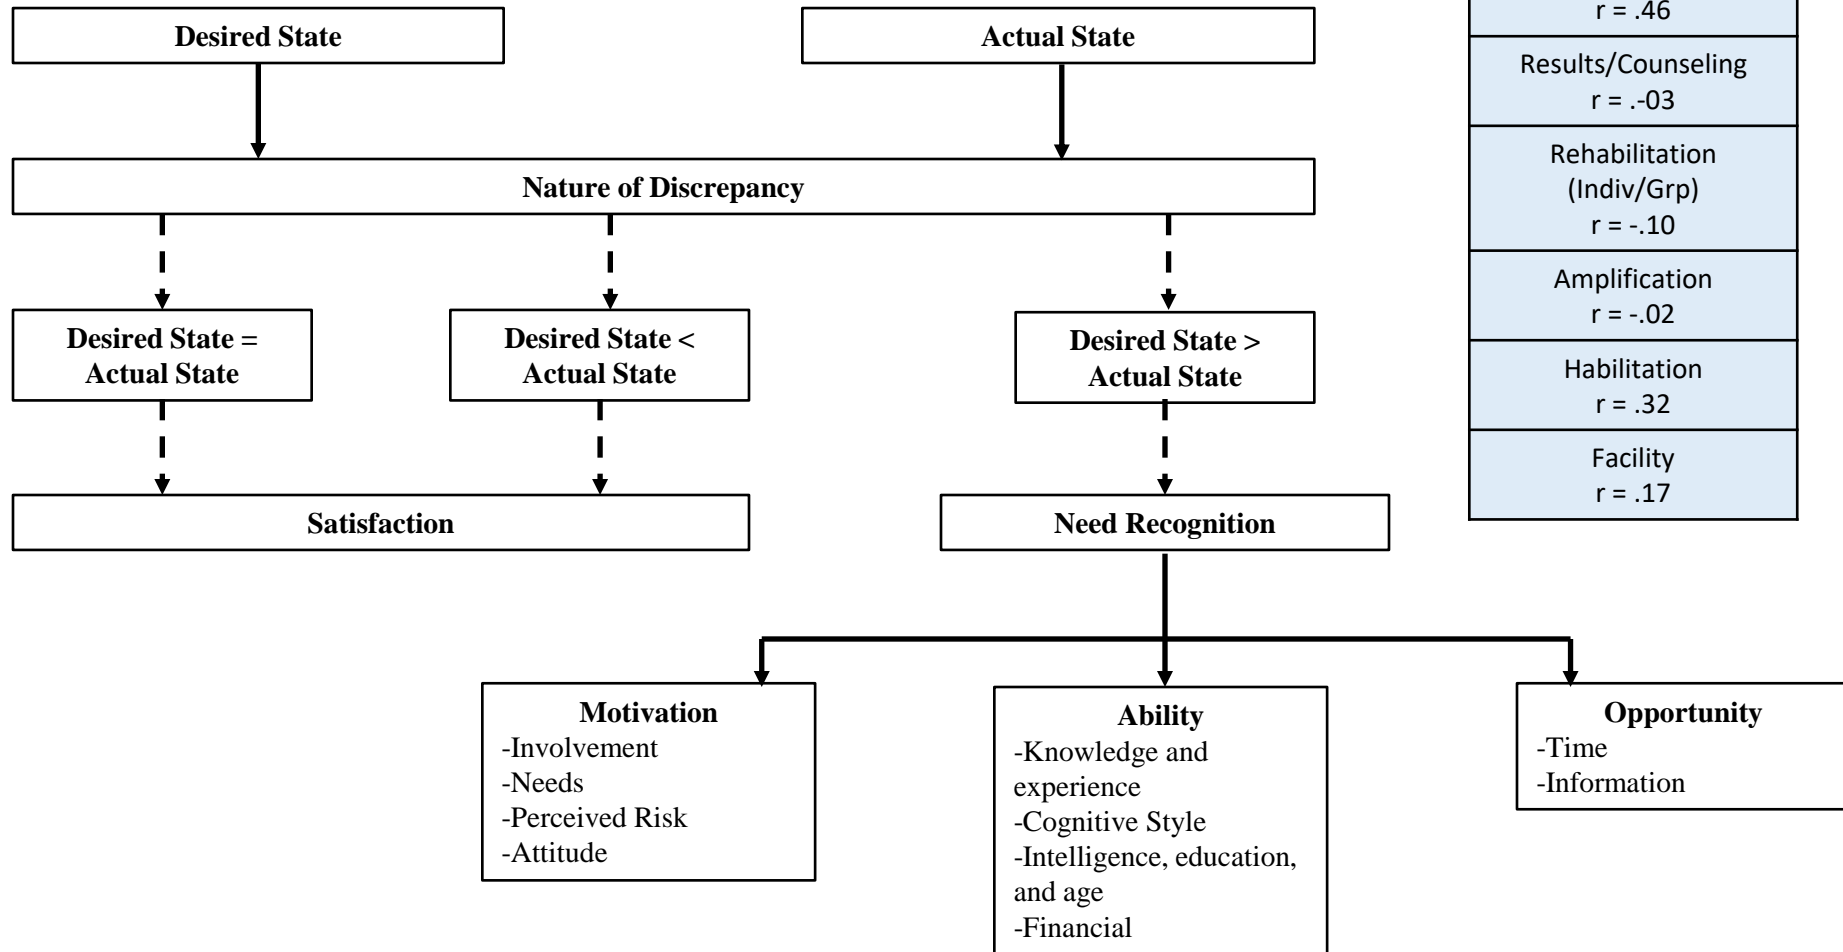 Desired State
Actual State
Nature of Discrepancy
Desired State =
Actual State
Desired State <
Actual State
Desired State >
Actual State
Satisfaction
Need Recognition
Motivation
-Involvement
-Needs
-Perceived Risk
-Attitude
Ability
-Knowledge and
experience
-Cognitive Style
-Intelligence, education,
and age
-Financial
Opportunity
-Time
-Information
r = .46
Results/Counseling
r = .-03
Rehabilitation
(Indiv/Grp)
r = -.10
Amplification
r = -.02
Habilitation
r = .32
Facility
r = .17